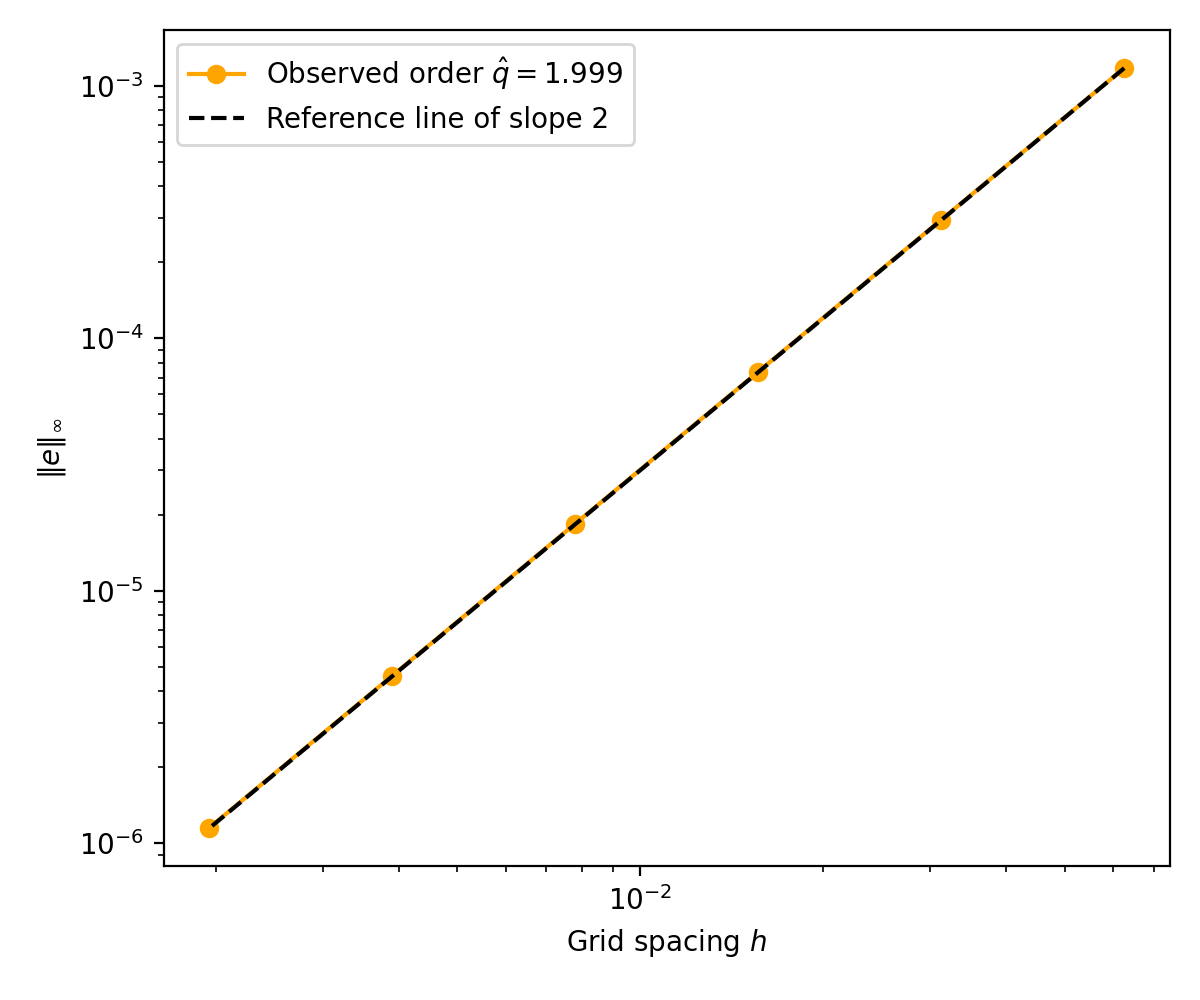 Observed order q̂ = 1.999
Reference line of slope 2
10⁻³
10⁻⁴
10⁻⁵
10⁻⁶
‖e‖∞
10⁻²
Grid spacing h